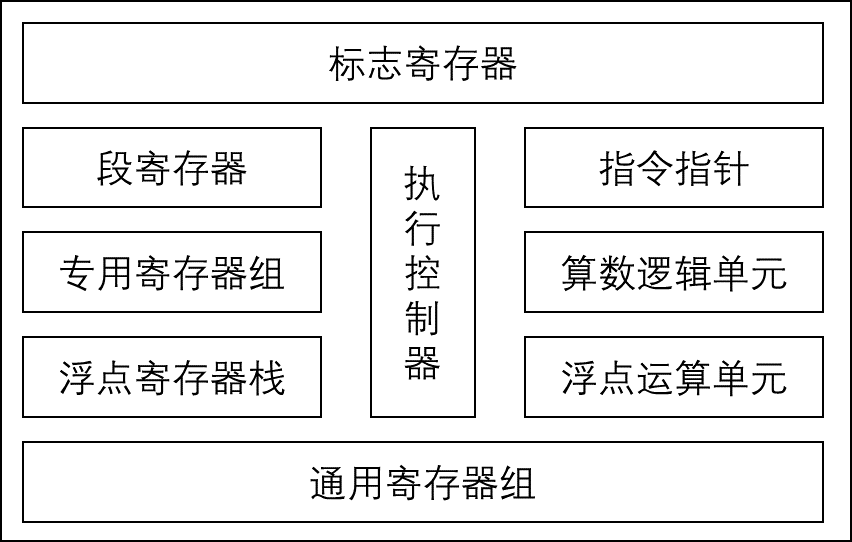 标志寄存器
段寄存器
执行控制器
指令指针
专用寄存器组
算数逻辑单元
浮点寄存器栈
浮点运算单元
通用寄存器组